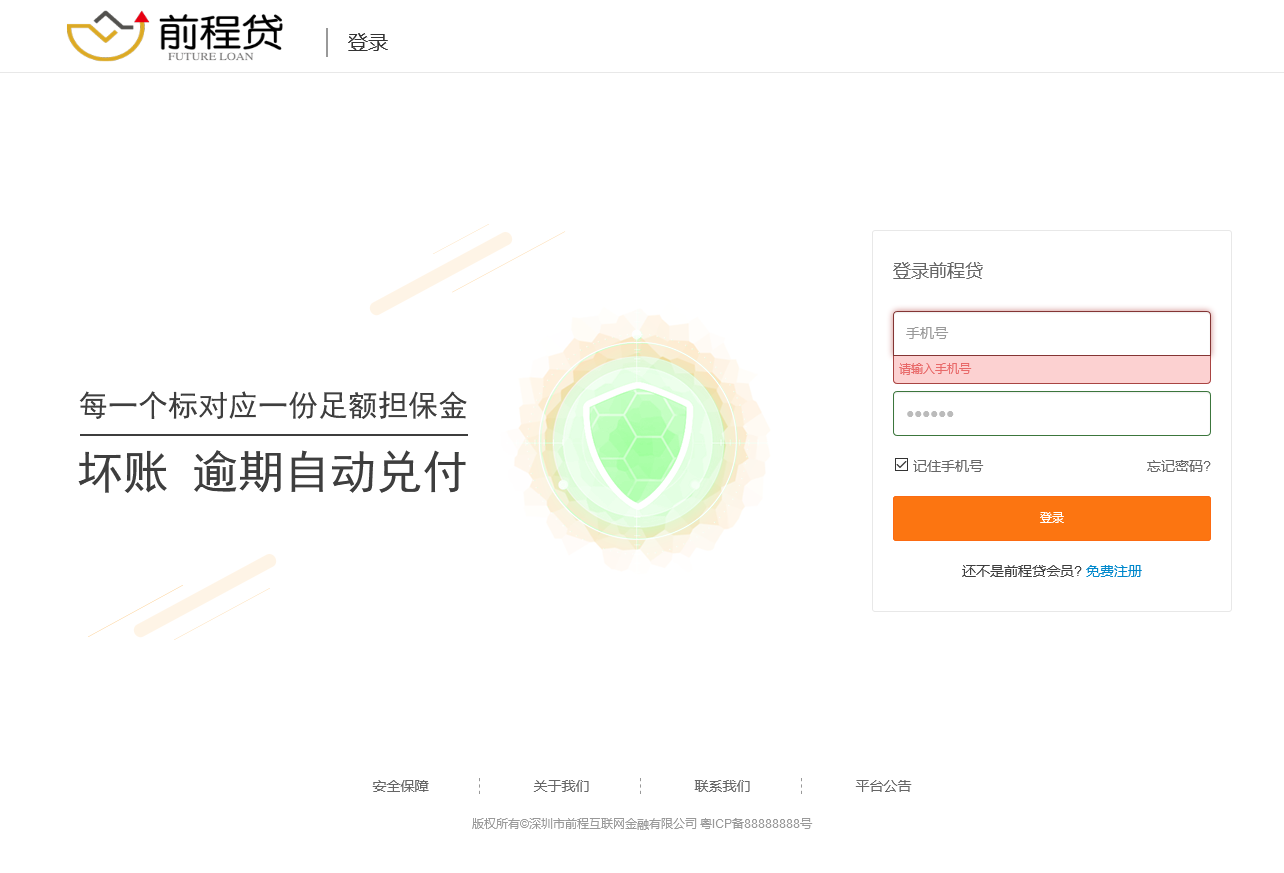 前程贷
FUTURE LOAN
登录
登录前程贷
手机号
请输入手机号
●●●●●●
记住手机号 忘记密码?
登录
还不是前程贷会员? 免费注册
每一个标对应一份足额担保金
坏账 逾期自动兑付
安全保障 关于我们 联系我们 平台公告
版权所有©深圳市前程互联网金融有限公司 粤ICP备88888888号